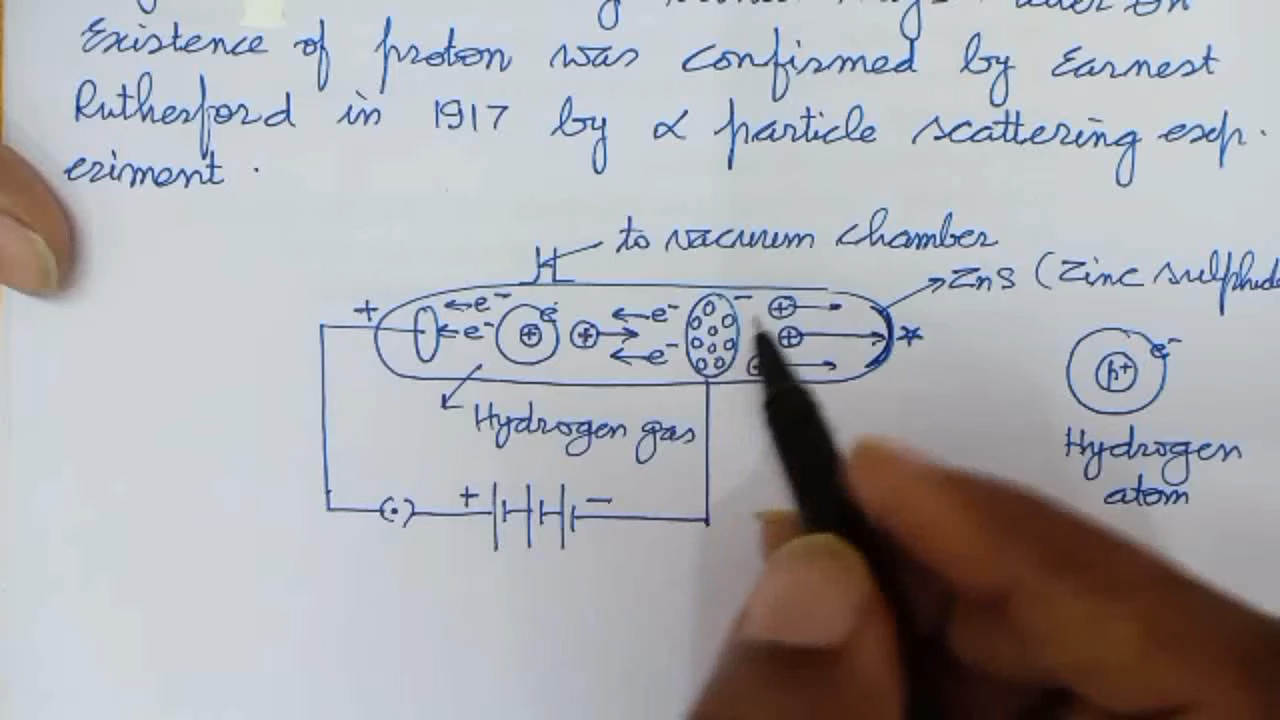 Existence of proton was confirmed by Earnest
Rutherford in 1917 by α particle scattering exp.
eriment.
to vacuum chamber
ZnS (Zinc sulphide
+ e⁻ e⁻ e⁻ + + e⁻ e⁻ - + + +
Hydrogen gas
+ -
e⁻
p+
Hydrogen
atom